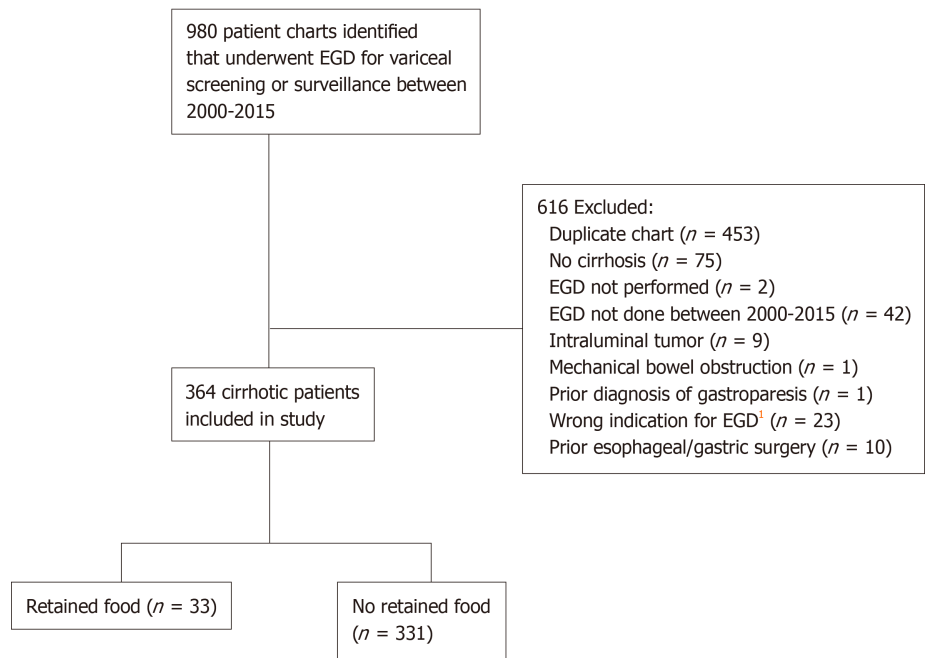 980 patient charts identified
that underwent EGD for variceal
screening or surveillance between
2000-2015
616 Excluded:
Duplicate chart (n = 453)
No cirrhosis (n = 75)
EGD not performed (n = 2)
EGD not done between 2000-2015 (n = 42)
Intraluminal tumor (n = 9)
Mechanical bowel obstruction (n = 1)
Prior diagnosis of gastroparesis (n = 1)
Wrong indication for EGD¹ (n = 23)
Prior esophageal/gastric surgery (n = 10)
364 cirrhotic patients
included in study
Retained food (n = 33)
No retained food
(n = 331)